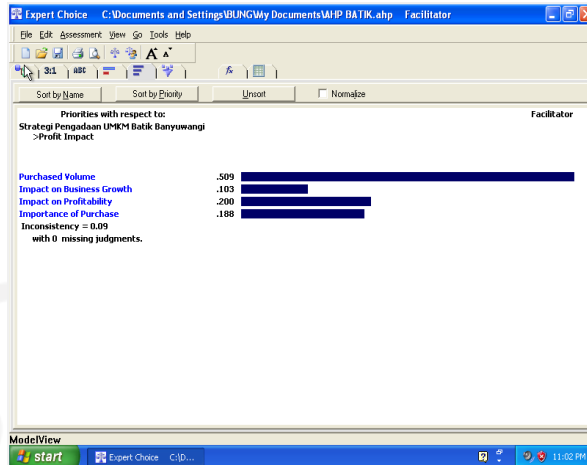 Expert Choice C:\Documents and Settings\BUNG\My Documents\AHP BATIK.ahp Facilitator
File Edit Assessment View Go Tools Help
3:1 ABC
Sort by Name Sort by Priority Unsort Normalize
Priorities with respect to: Facilitator
Strategi Pengadaan UMKM Batik Banyuwangi
>Profit Impact
Purchased Volume .509
Impact on Business Growth .103
Impact on Profitability .200
Importance of Purchase .188
Inconsistency = 0.09
with 0 missing judgments.
ModelView
start Expert Choice C:\D... 11:02 PM